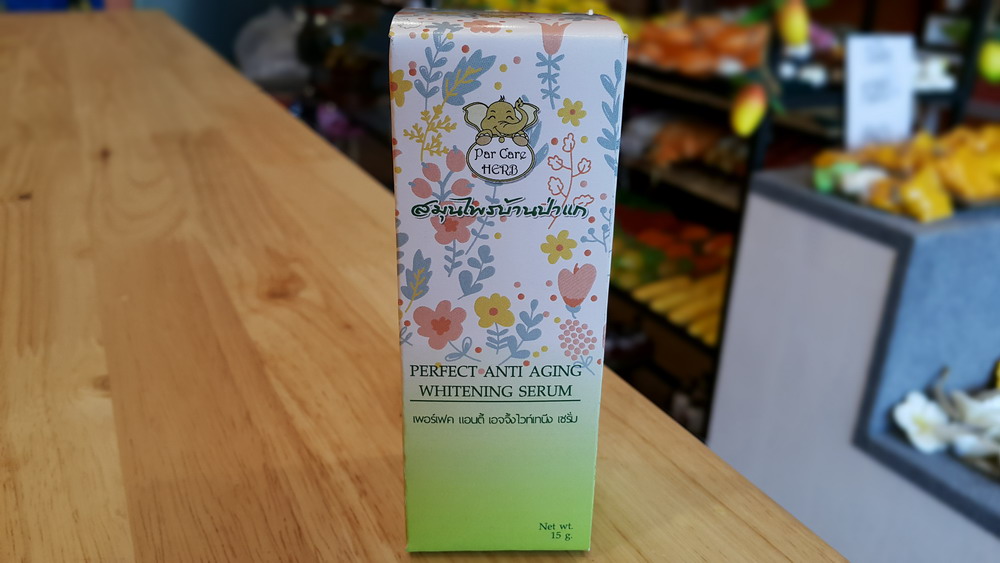 Par Care
HERB
สมุนไพรบ้านป่าแก
PERFECT ANTI AGING
WHITENING SERUM
เพอร์เฟค แอนตี้ เอจจิ้งไวท์เทนนิ่ง เซรั่ม
Net wt.
15 g.